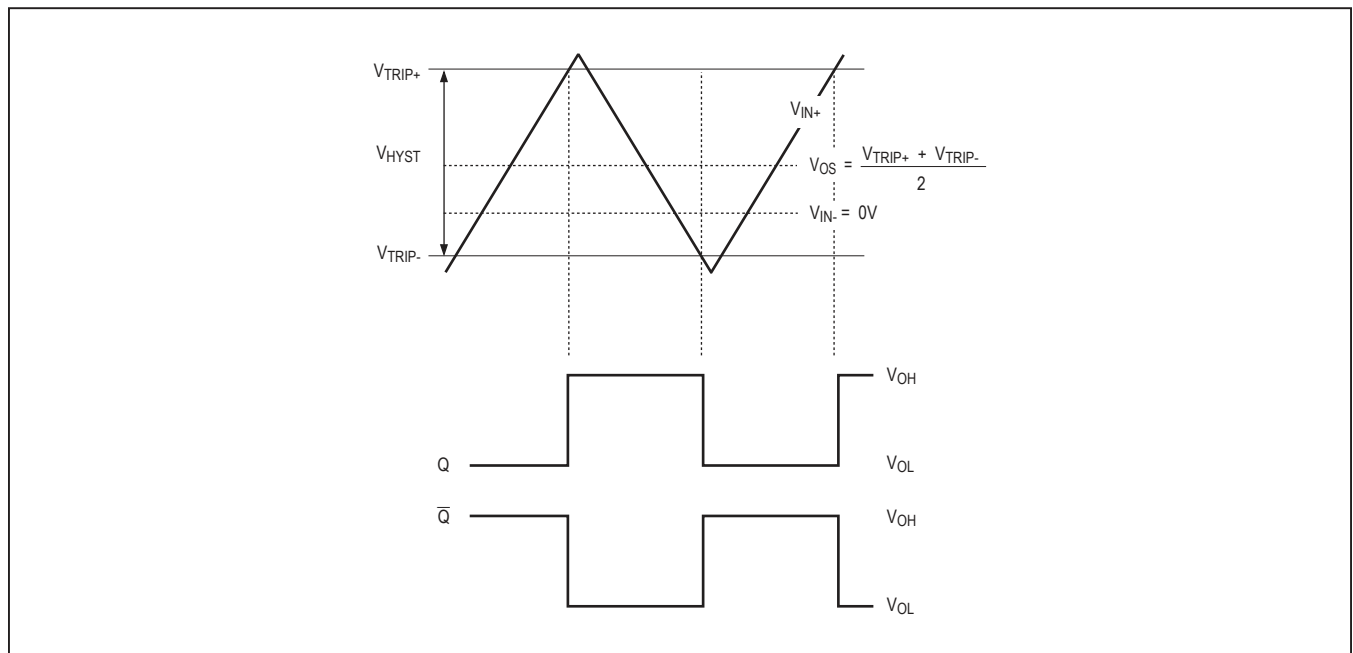 VTRIP+
VIN+
VHYST
VOS = VTRIP+ + VTRIP-
2
VIN- = 0V
VTRIP-
VOH
Q
VOL
Q̅
VOH
VOL